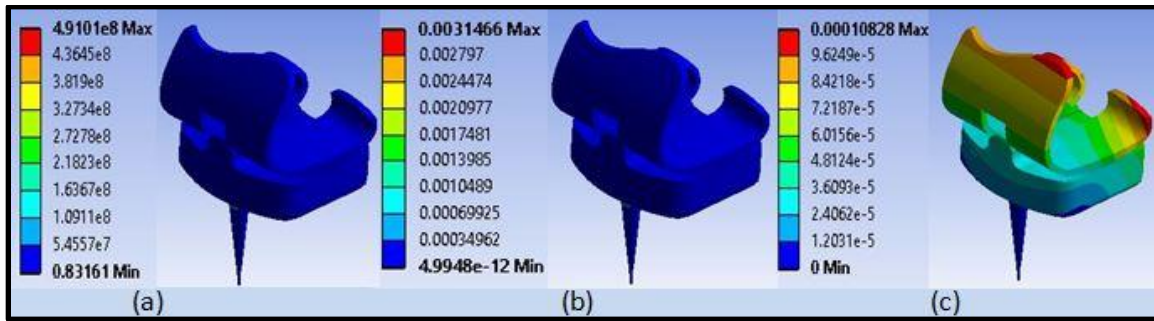 4.9101e8 Max
4.3645e8
3.819e8
3.2734e8
2.7278e8
2.1823e8
1.6367e8
1.0911e8
5.4557e7
0.83161 Min
(a)
0.0031466 Max
0.002797
0.0024474
0.0020977
0.0017481
0.0013985
0.0010489
0.00069925
0.00034962
4.9948e-12 Min
(b)
0.00010828 Max
9.6249e-5
8.4218e-5
7.2187e-5
6.0156e-5
4.8124e-5
3.6093e-5
2.4062e-5
1.2031e-5
0 Min
(c)